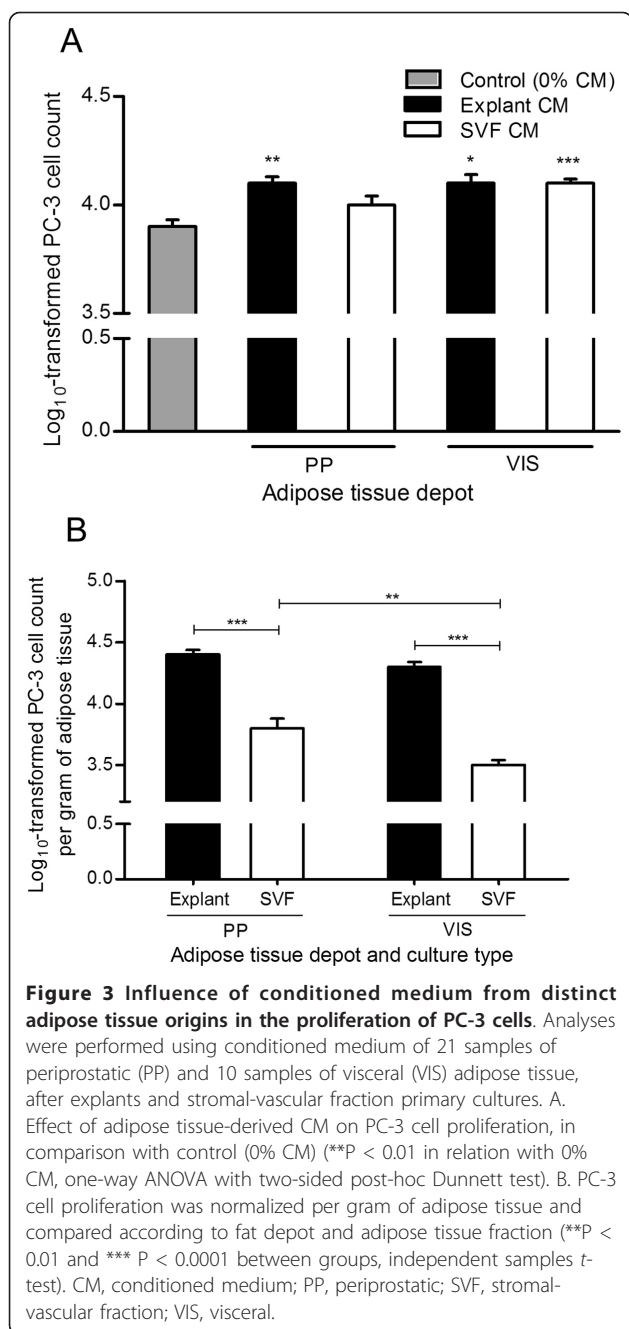 A
Control (0% CM)
Explant CM
SVF CM
Log10-transformed PC-3 cell count
4.5
4.0
3.5
0.5
0.0
**
*
***
PP
VIS
Adipose tissue depot
B
Log10-transformed PC-3 cell count
per gram of adipose tissue
5.0
4.5
4.0
3.5
0.5
0.0
**
***
***
Explant
SVF
Explant
SVF
PP
VIS
Adipose tissue depot and culture type
Figure 3 Influence of conditioned medium from distinct
adipose tissue origins in the proliferation of PC-3 cells. Analyses
were performed using conditioned medium of 21 samples of
periprostatic (PP) and 10 samples of visceral (VIS) adipose tissue,
after explants and stromal-vascular fraction primary cultures. A.
Effect of adipose tissue-derived CM on PC-3 cell proliferation, in
comparison with control (0% CM) (**P < 0.01 in relation with 0%
CM, one-way ANOVA with two-sided post-hoc Dunnett test). B. PC-3
cell proliferation was normalized per gram of adipose tissue and
compared according to fat depot and adipose tissue fraction (**P <
0.01 and *** P < 0.0001 between groups, independent samples t-
test). CM, conditioned medium; PP, periprostatic; SVF, stromal-
vascular fraction; VIS, visceral.